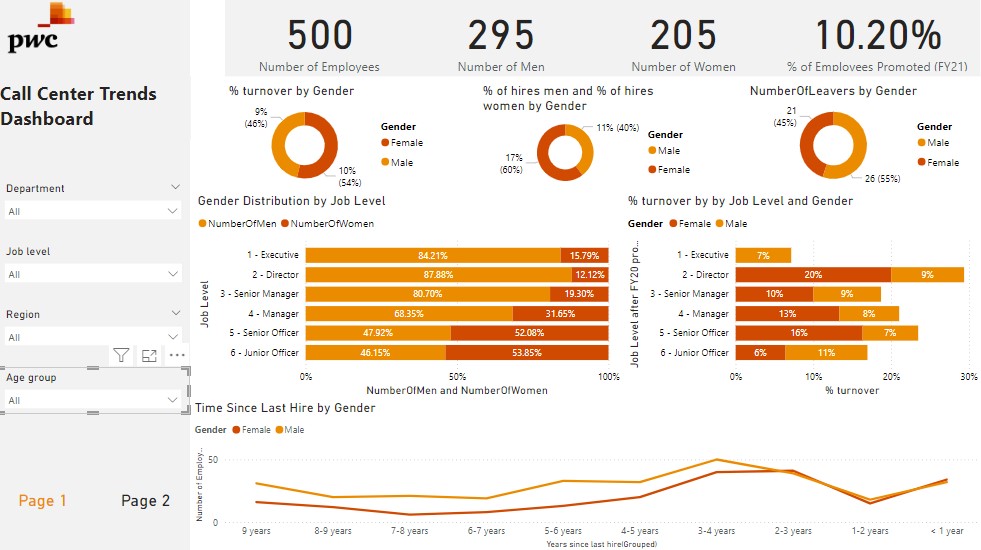 pwc
Call Center Trends
Dashboard
Department
All
Job level
All
Region
All
Age group
All
Page 1
Page 2
500
Number of Employees
295
Number of Men
205
Number of Women
10.20%
% of Employees Promoted (FY21)
% turnover by Gender
9%
(46%)
10%
(54%)
Gender
Female
Male
% of hires men and % of hires
women by Gender
11% (40%)
17%
(60%)
Gender
Male
Female
NumberOfLeavers by Gender
21
(45%)
26 (55%)
Gender
Male
Female
Gender Distribution by Job Level
NumberOfMen NumberOfWomen
Job Level
1 - Executive 84.21% 15.79%
2 - Director 87.88% 12.12%
3 - Senior Manager 80.70% 19.30%
4 - Manager 68.35% 31.65%
5 - Senior Officer 47.92% 52.08%
6 - Junior Officer 46.15% 53.85%
0% 50% 100%
NumberOfMen and NumberOfWomen
% turnover by by Job Level and Gender
Gender Female Male
Job Level after FY20 pro...
1 - Executive 7%
2 - Director 20% 9%
3 - Senior Manager 10% 9%
4 - Manager 13% 8%
5 - Senior Officer 16% 7%
6 - Junior Officer 6% 11%
0% 10% 20% 30%
% turnover
Time Since Last Hire by Gender
Gender Female Male
Number of Employ...
50
0
9 years 8-9 years 7-8 years 6-7 years 5-6 years 4-5 years 3-4 years 2-3 years 1-2 years < 1 year
Years since last hire(Grouped)